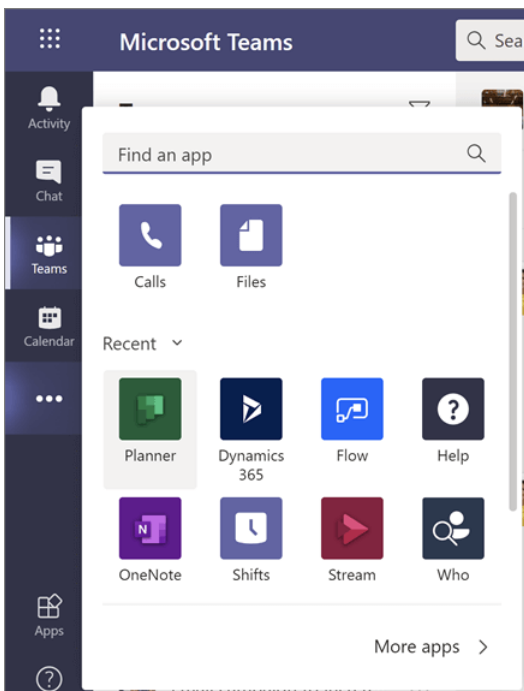 Microsoft Teams
Sea
Activity
Chat
Teams
Calendar
Apps
Find an app
Calls
Files
Recent
Planner
Dynamics
365
Flow
Help
N
OneNote
Shifts
Stream
Who
More apps